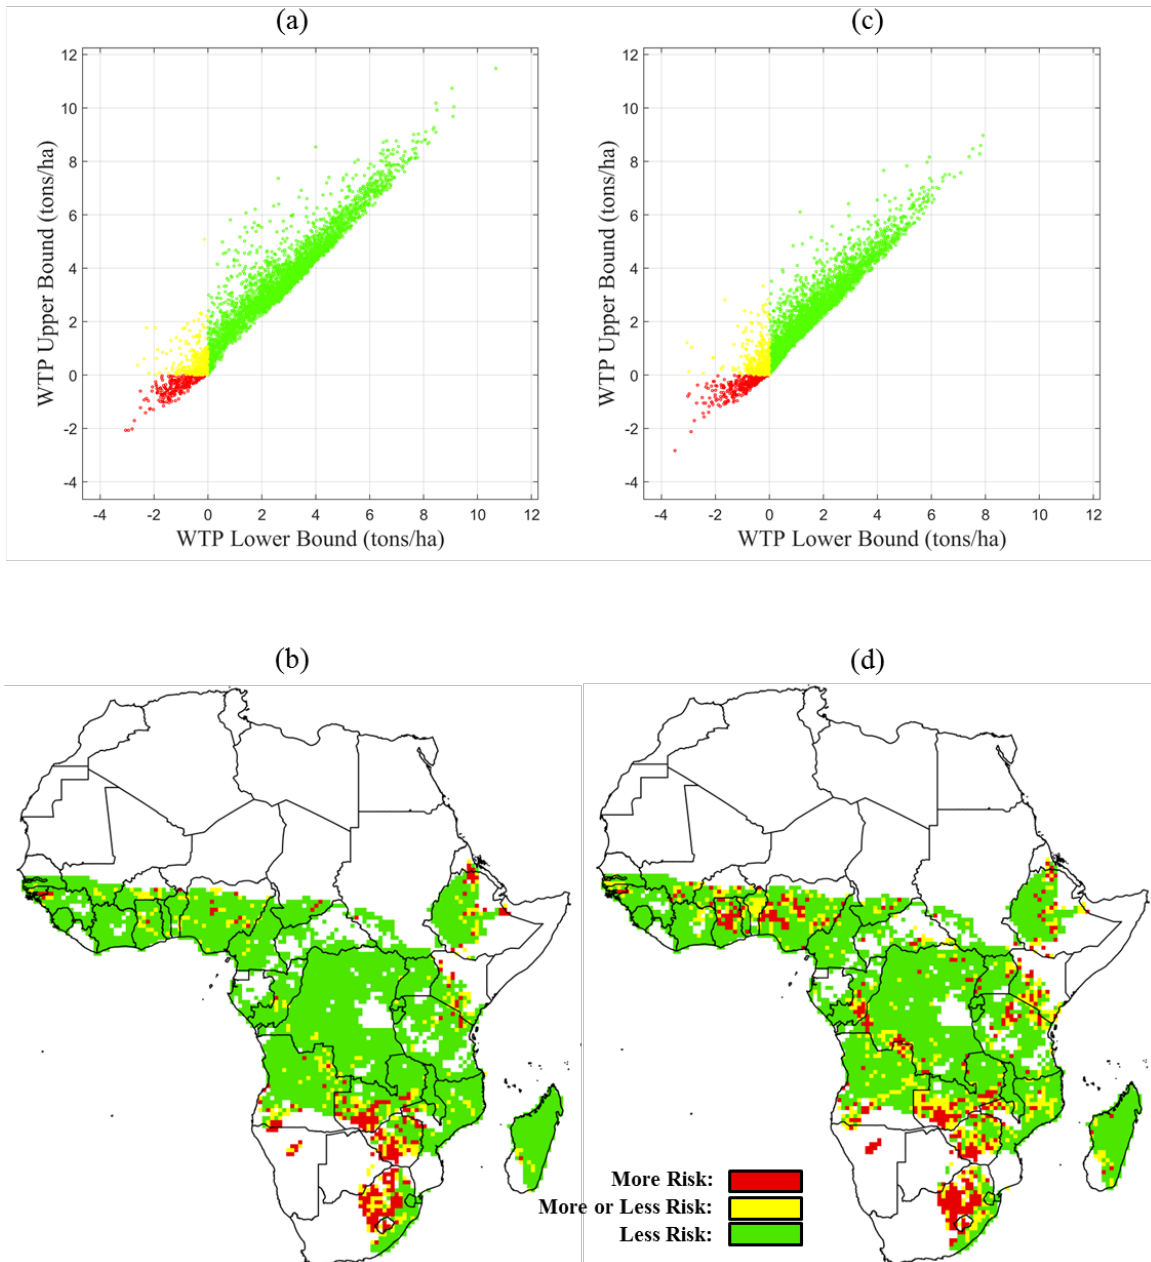 (a)
(c)
12
10
8
6
4
2
0
-2
-4
WTP Upper Bound (tons/ha)
-4 -2 0 2 4 6 8 10 12
WTP Lower Bound (tons/ha)
12
10
8
6
4
2
0
-2
-4
WTP Upper Bound (tons/ha)
-4 -2 0 2 4 6 8 10 12
WTP Lower Bound (tons/ha)
(b)
(d)
More Risk:
More or Less Risk:
Less Risk: